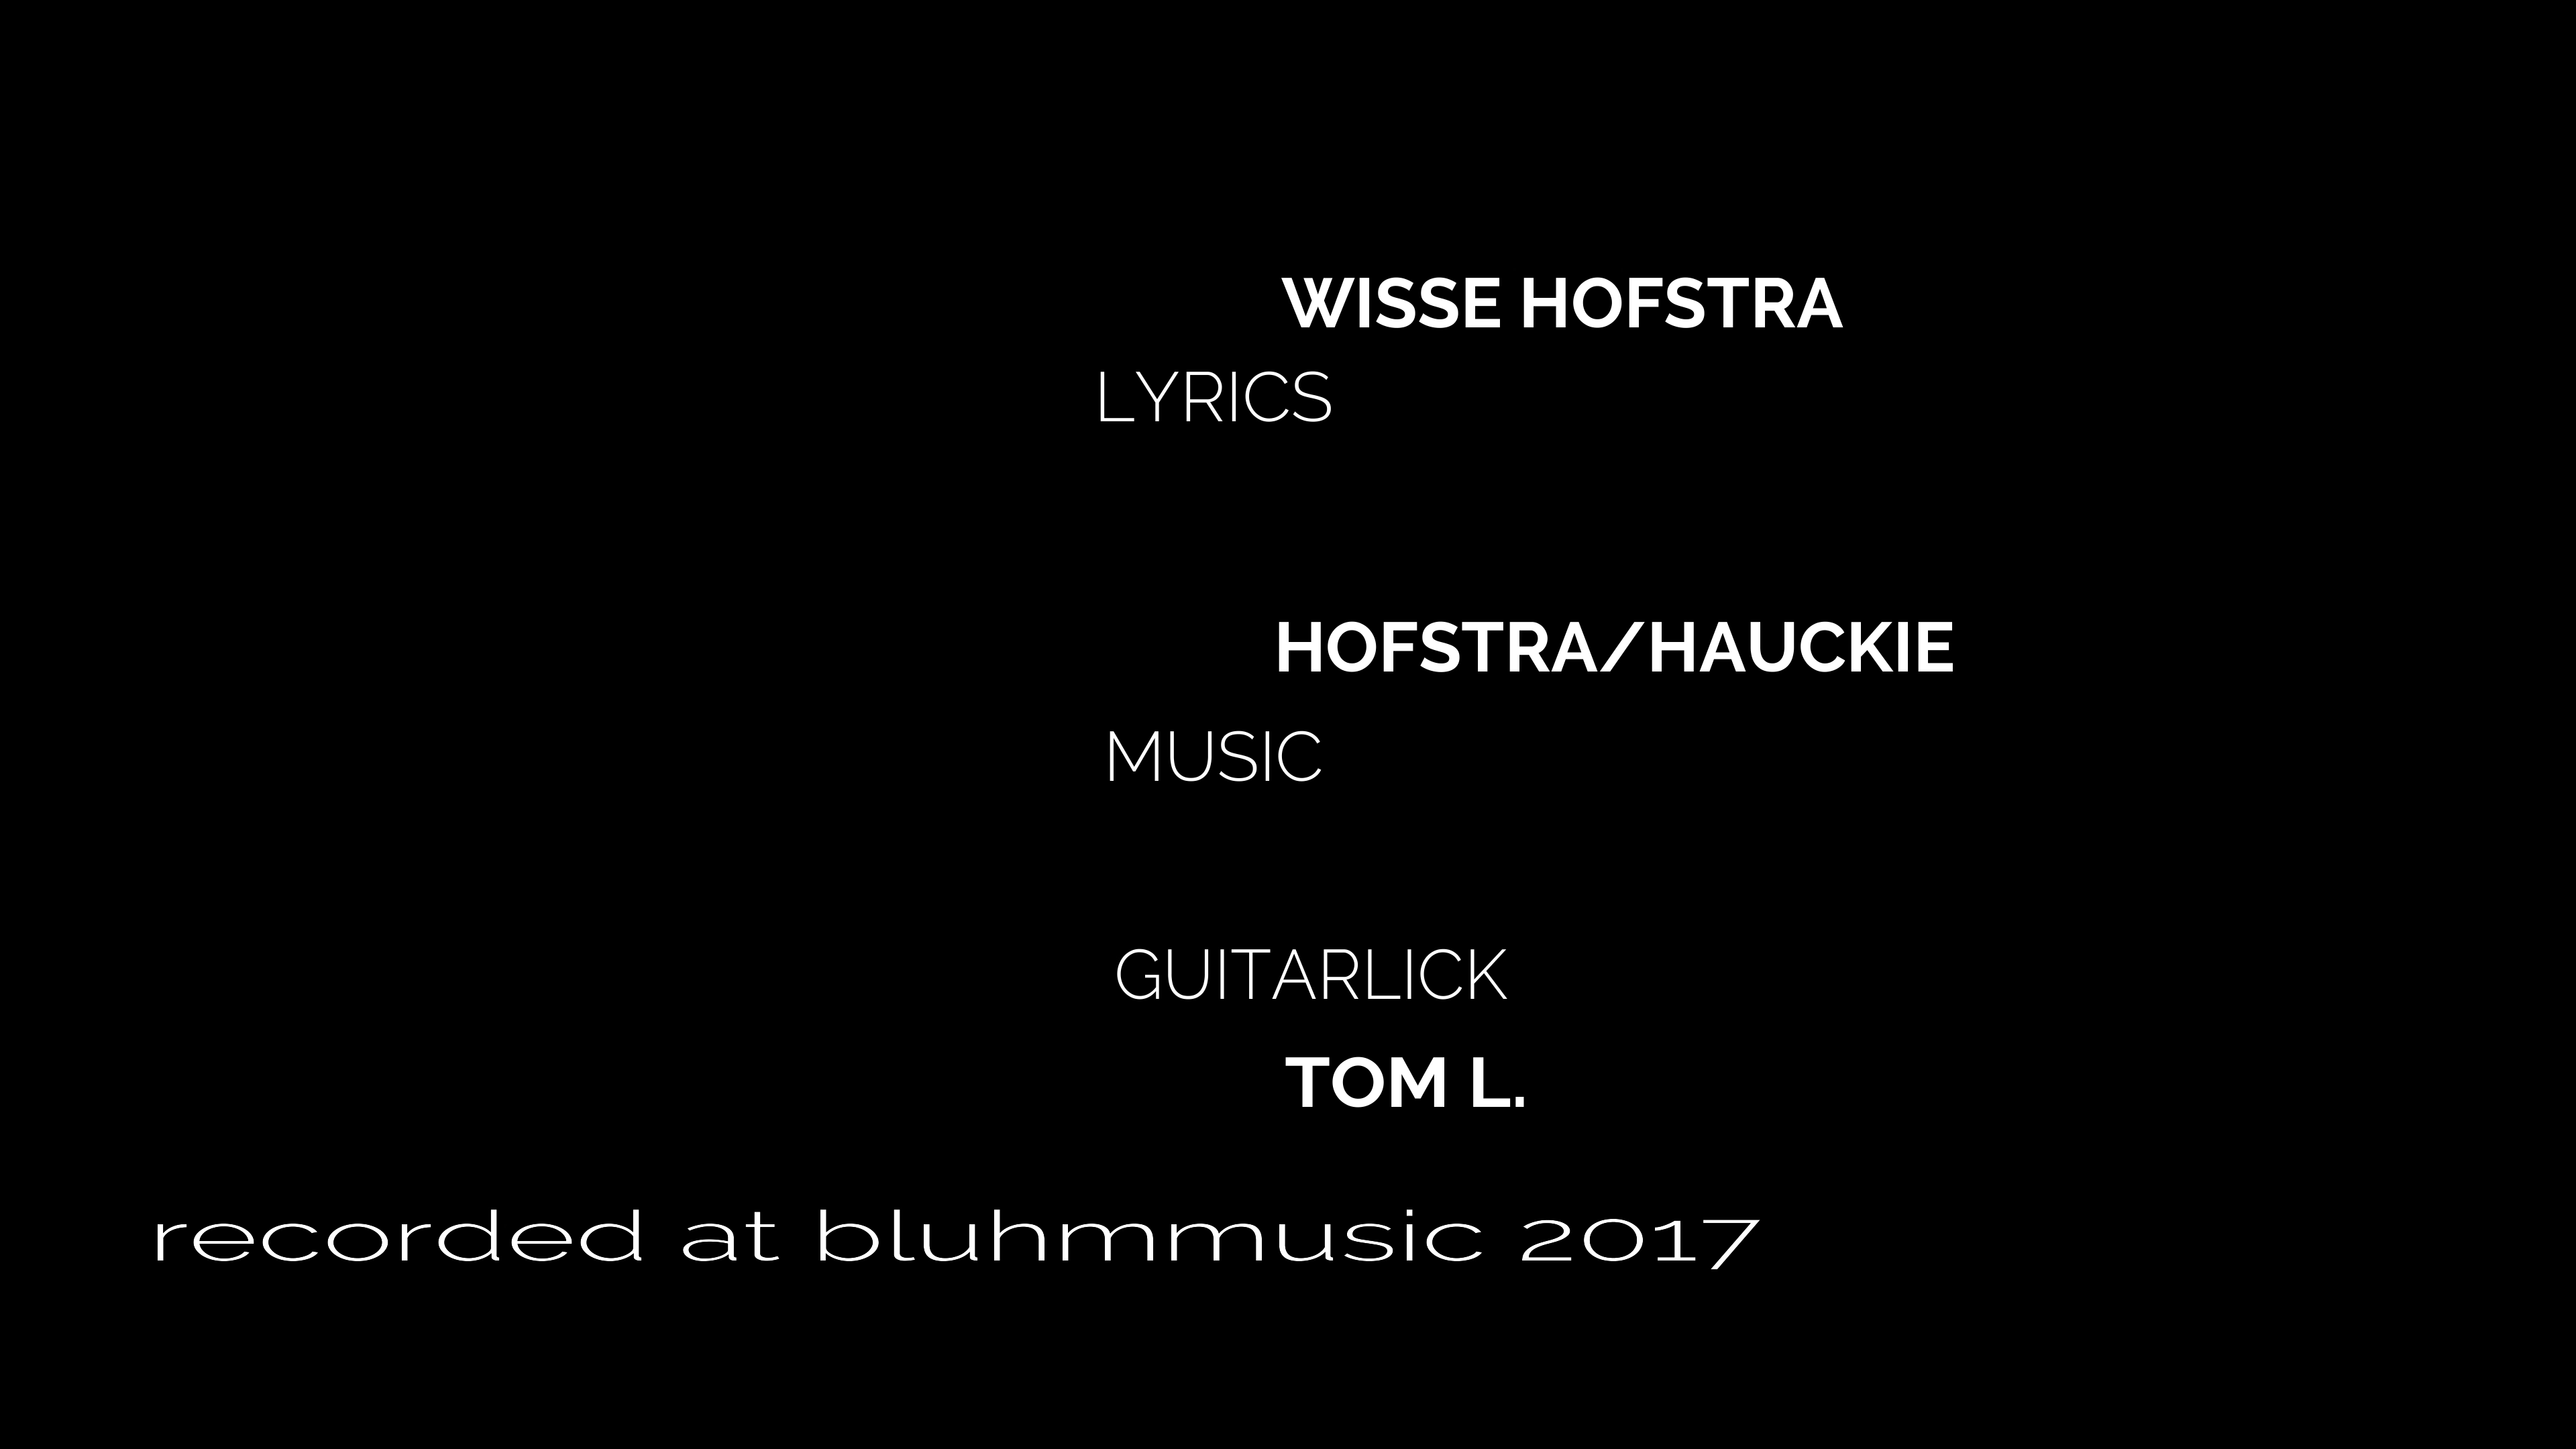 WISSE HOFSTRA
LYRICS
HOFSTRA/HAUCKIE
MUSIC
GUITARLICK
TOM L.
recorded at bluhmmusic 2017